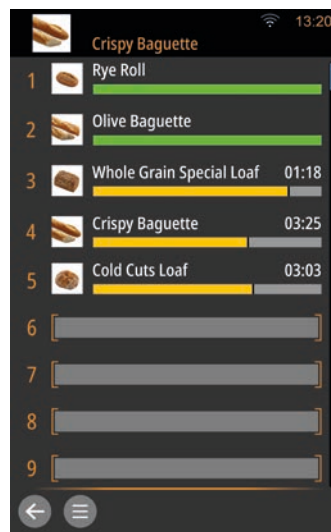 13:20
Crispy Baguette
1 Rye Roll
2 Olive Baguette
3 Whole Grain Special Loaf 01:18
4 Crispy Baguette 03:25
5 Cold Cuts Loaf 03:03
6
7
8
9